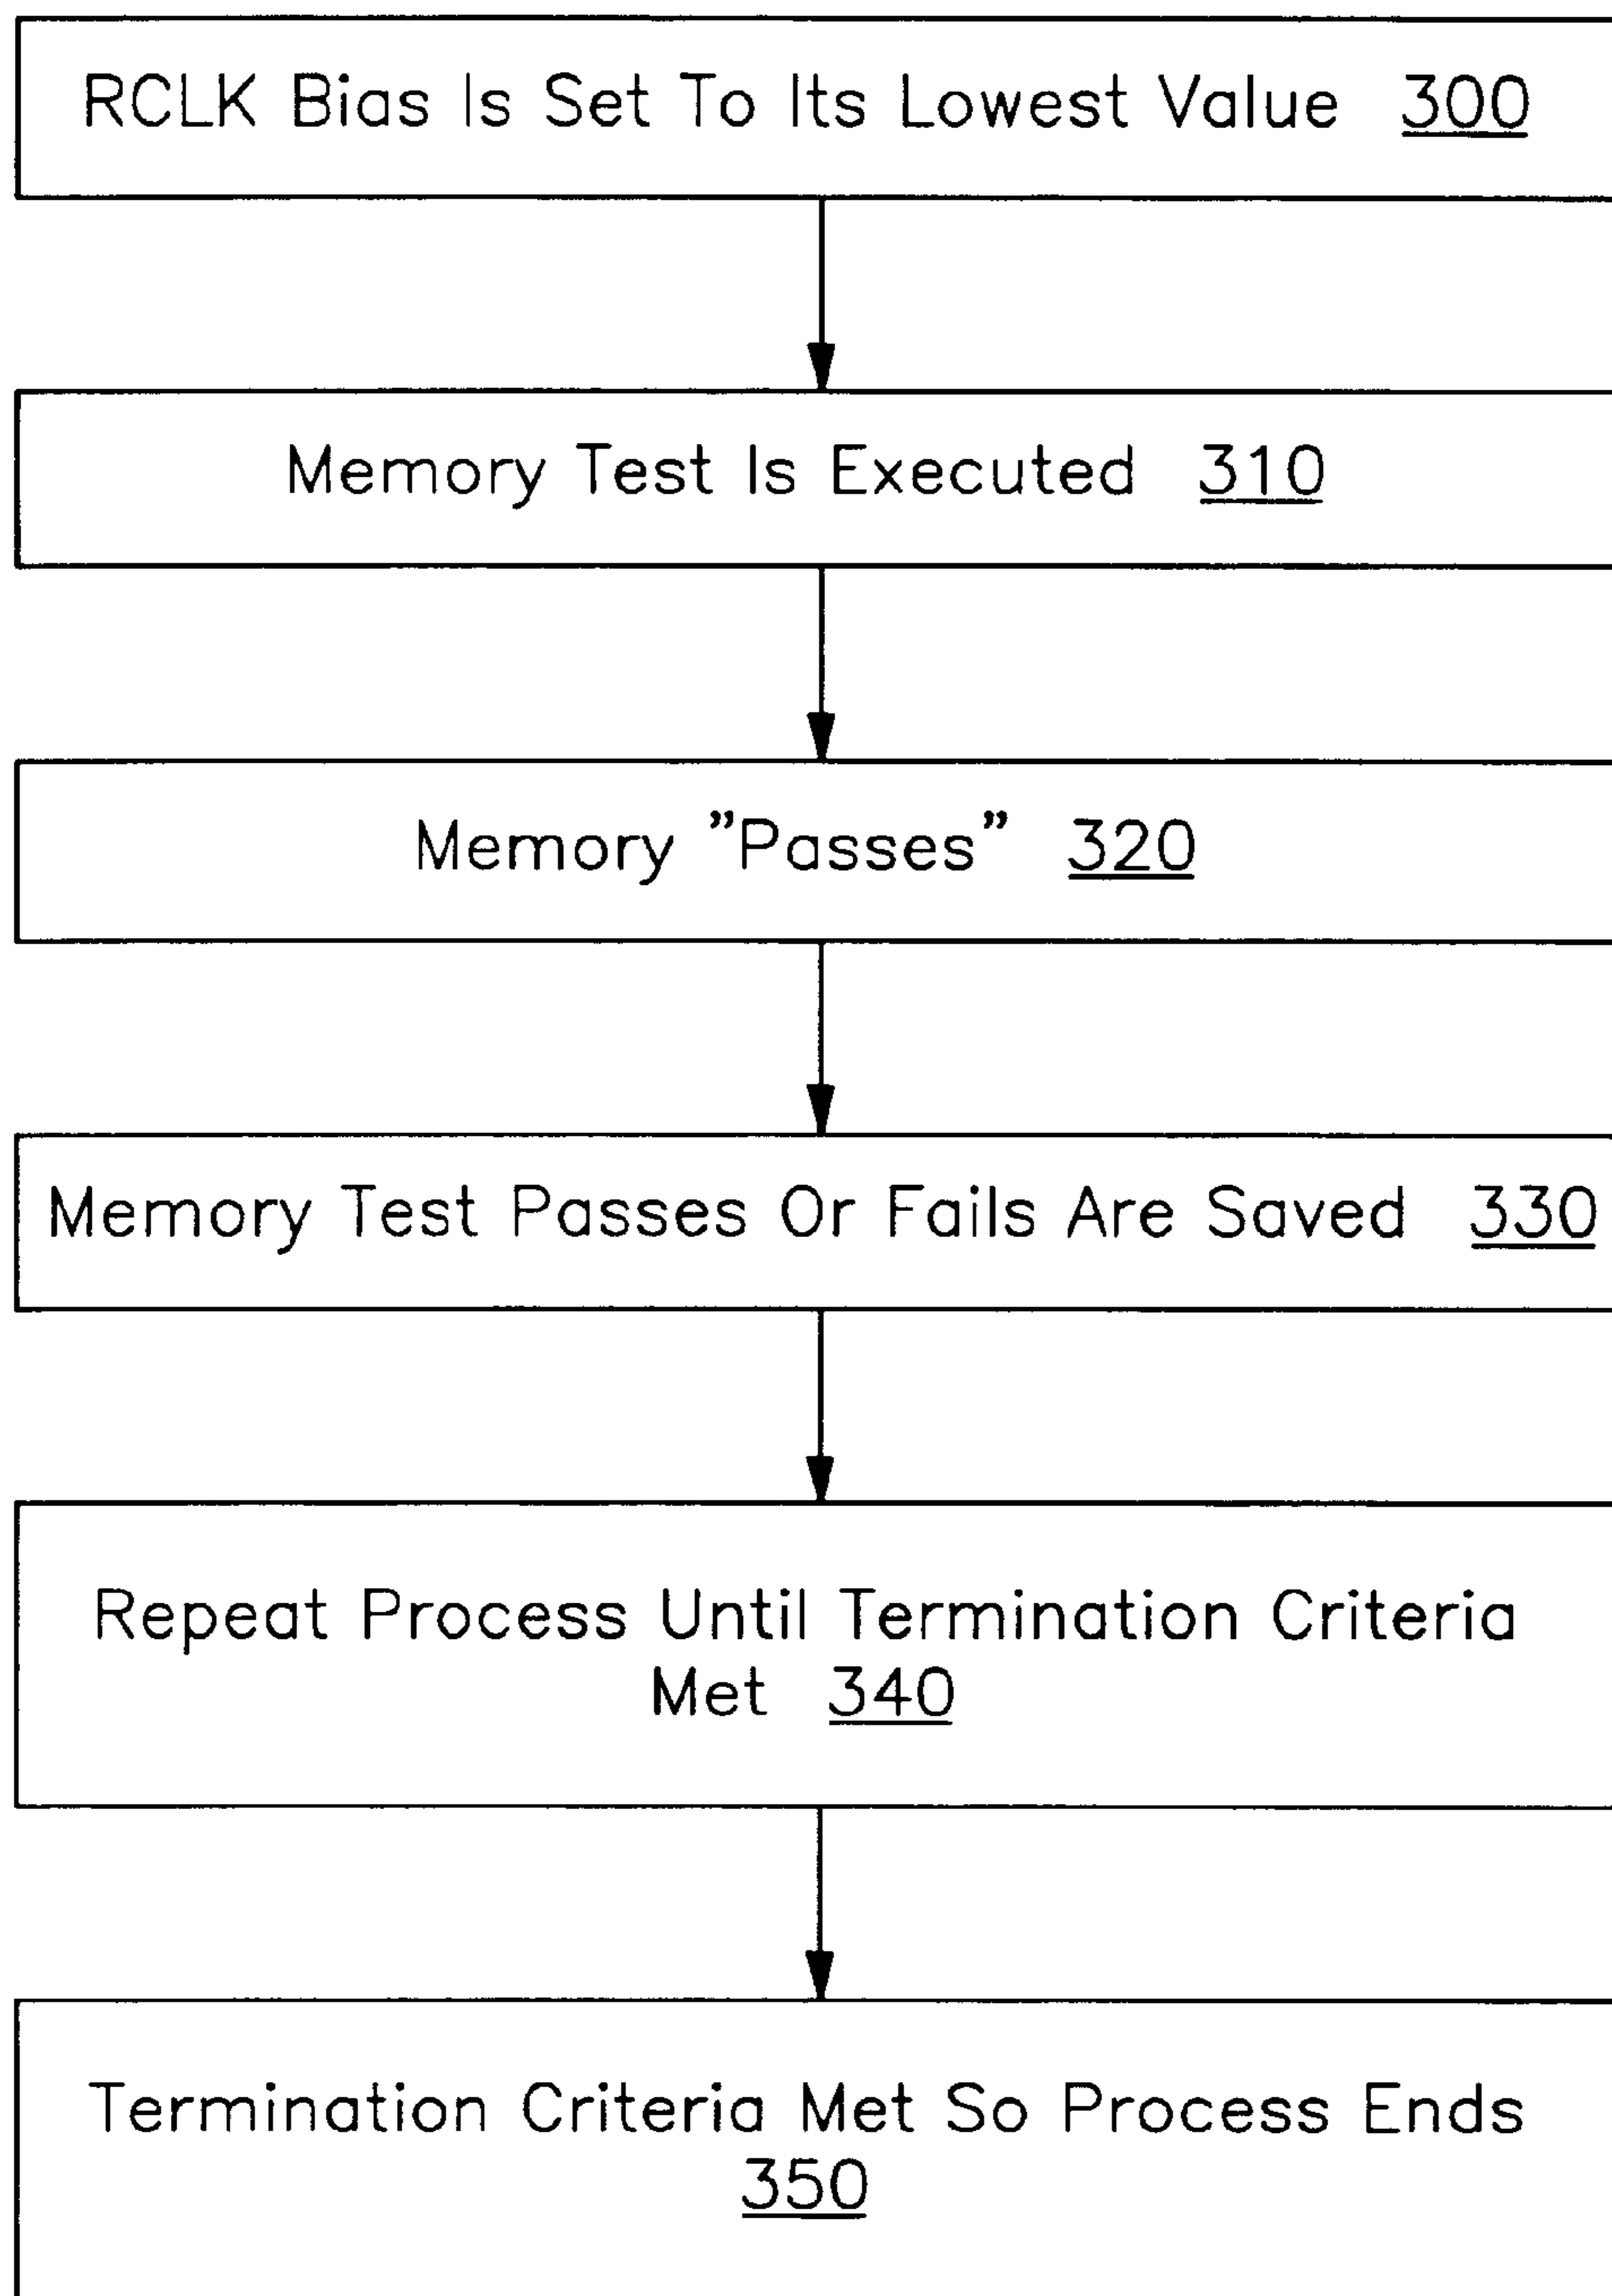 RCLK Bias Is Set To Its Lowest Value 300
Memory Test Is Executed 310
Memory ”Passes” 320
Memory Test Passes Or Fails Are Saved 330
Repeat Process Until Termination Criteria
Met 340
Termination Criteria Met So Process Ends
350